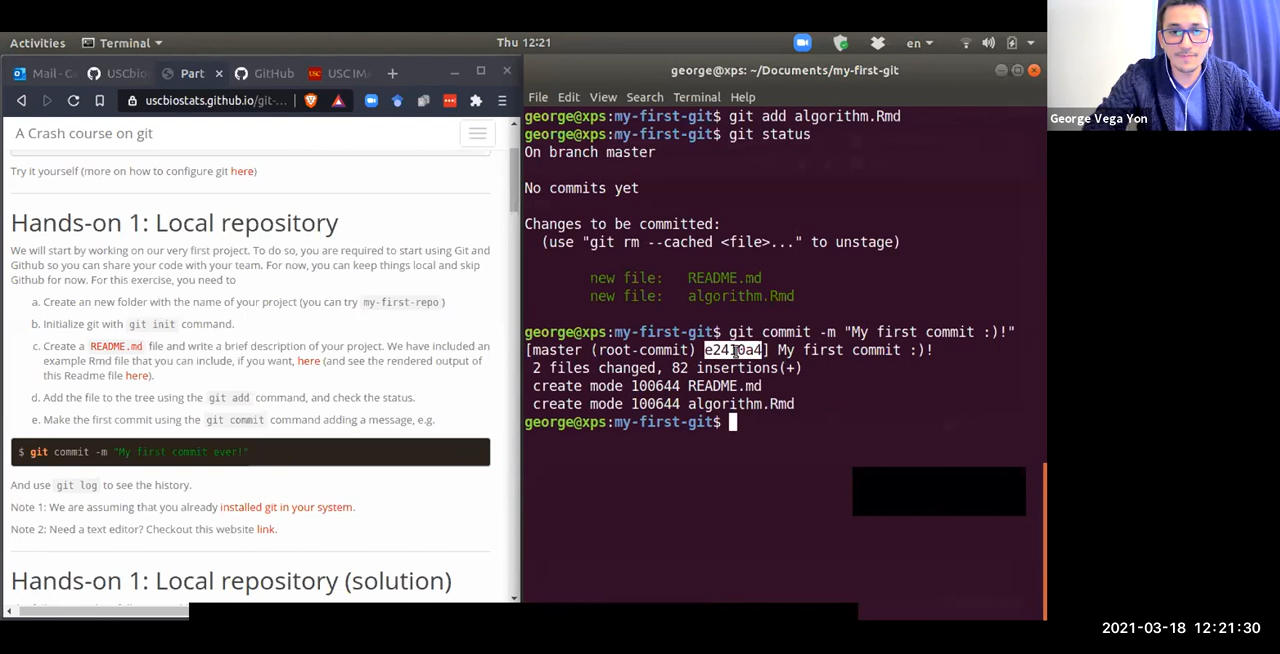 Activities Terminal Thu 12:21 en
Mail - C USCbio Part × GitHub USC USC IM
george@xps: ~/Documents/my-first-git
uscbiostats.github.io/git-...
File Edit View Search Terminal Help
A Crash course on git
Try it yourself (more on how to configure git here)
Hands-on 1: Local repository
We will start by working on our very first project. To do so, you are required to start using Git and
Github so you can share your code with your team. For now, you can keep things local and skip
Github for now. For this exercise, you need to
a. Create an new folder with the name of your project (you can try my-first-repo )
b. Initialize git with git init command.
c. Create a README.md file and write a brief description of your project. We have included an
example Rmd file that you can include, if you want, here (and see the rendered output of
this Readme file here).
d. Add the file to the tree using the git add command, and check the status.
e. Make the first commit using the git commit command adding a message, e.g.
$ git commit -m "My first commit ever!"
And use git log to see the history.
Note 1: We are assuming that you already installed git in your system.
Note 2: Need a text editor? Checkout this website link.
Hands-on 1: Local repository (solution)
george@xps:my-first-git$ git add algorithm.Rmd
george@xps:my-first-git$ git status
On branch master
No commits yet
Changes to be committed:
(use "git rm --cached <file>..." to unstage)
new file: README.md
new file: algorithm.Rmd
george@xps:my-first-git$ git commit -m "My first commit :)!"
[master (root-commit) e2410a4] My first commit :)!
2 files changed, 82 insertions(+)
create mode 100644 README.md
create mode 100644 algorithm.Rmd
george@xps:my-first-git$
George Vega Yon
2021-03-18 12:21:30